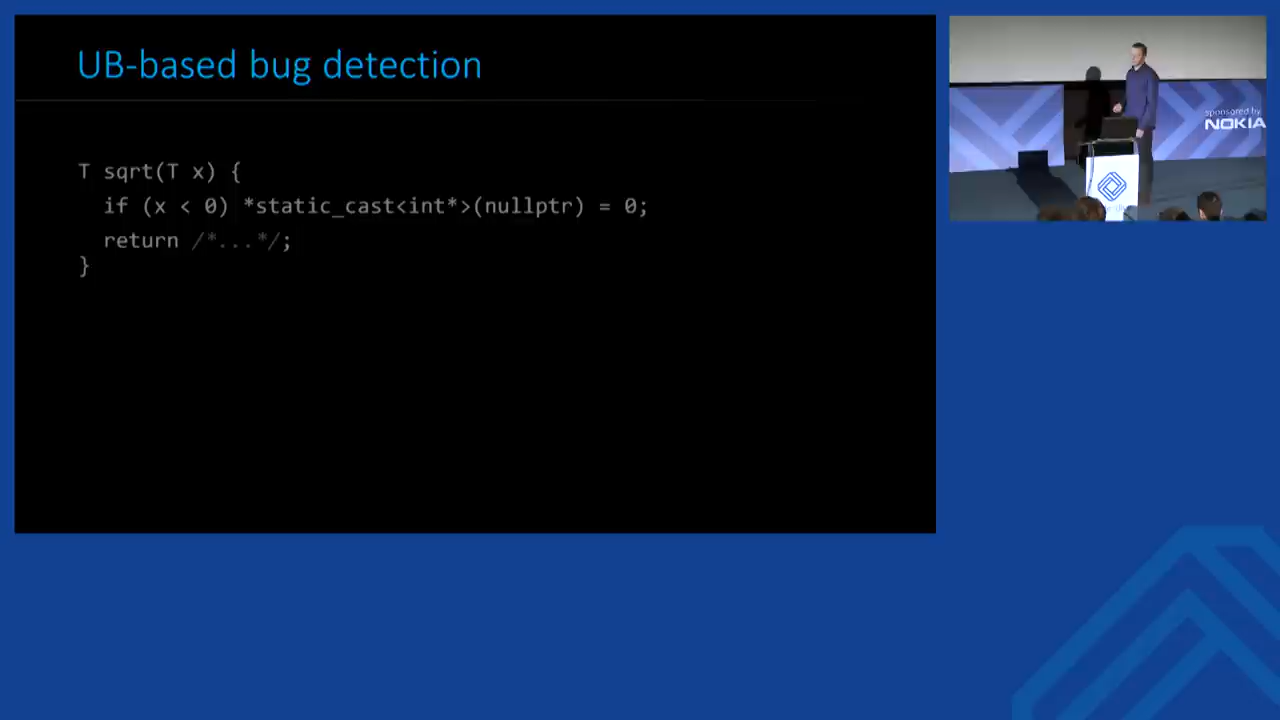 UB-based bug detection
T sqrt(T x) {
if (x < 0) *static_cast<int*>(nullptr) = 0;
return /*...*/;
}
sponsored by
NOKIA